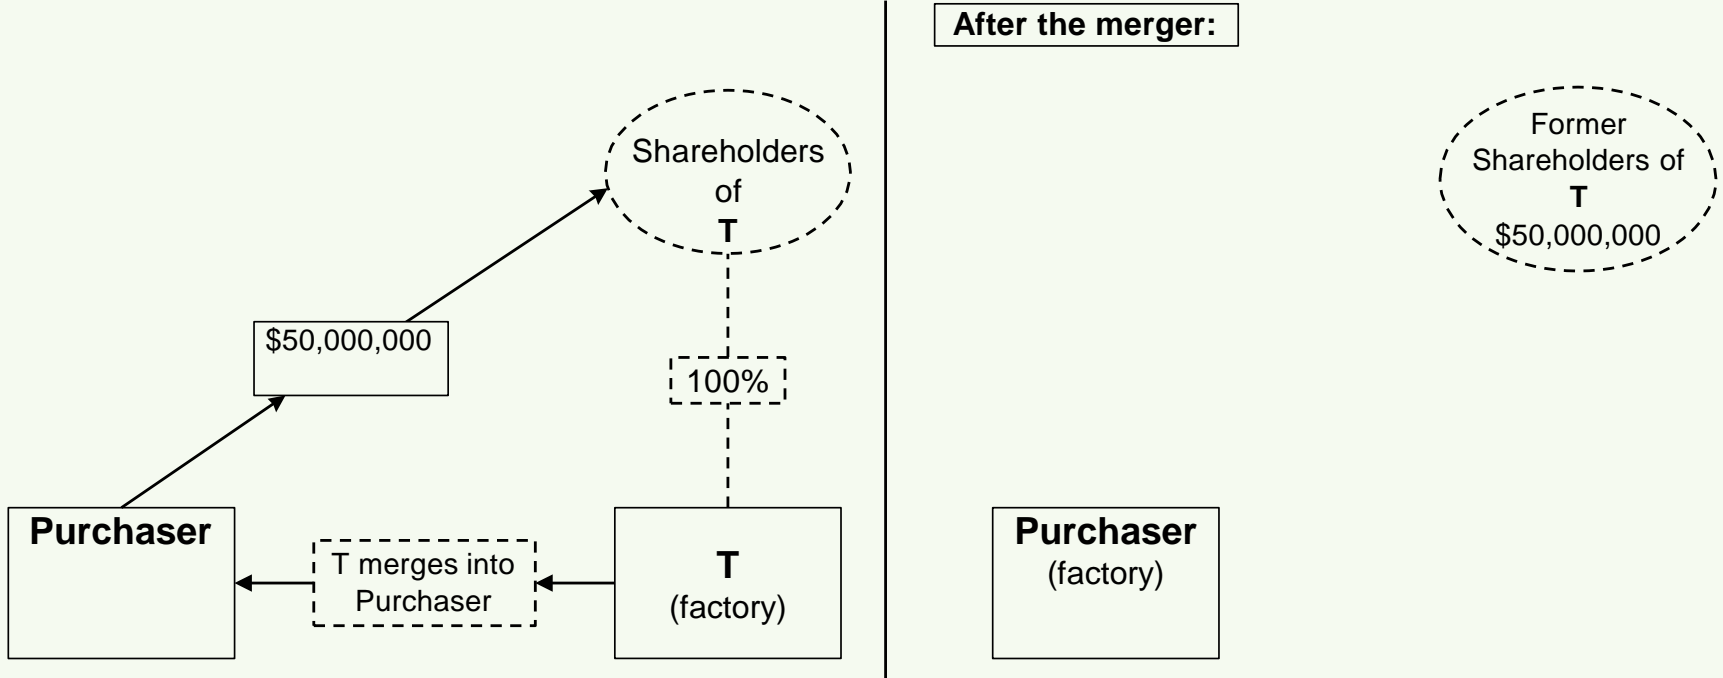 Shareholders
of
T
$50,000,000
100%
Purchaser
T merges into
Purchaser
T
(factory)
After the merger:
Former
Shareholders of
T
$50,000,000
Purchaser
(factory)